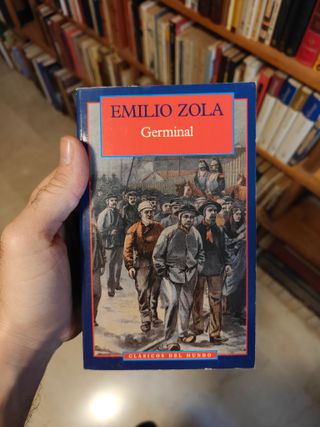 EMILIO ZOLA
Germinal
CLÁSICOS DEL MUNDO